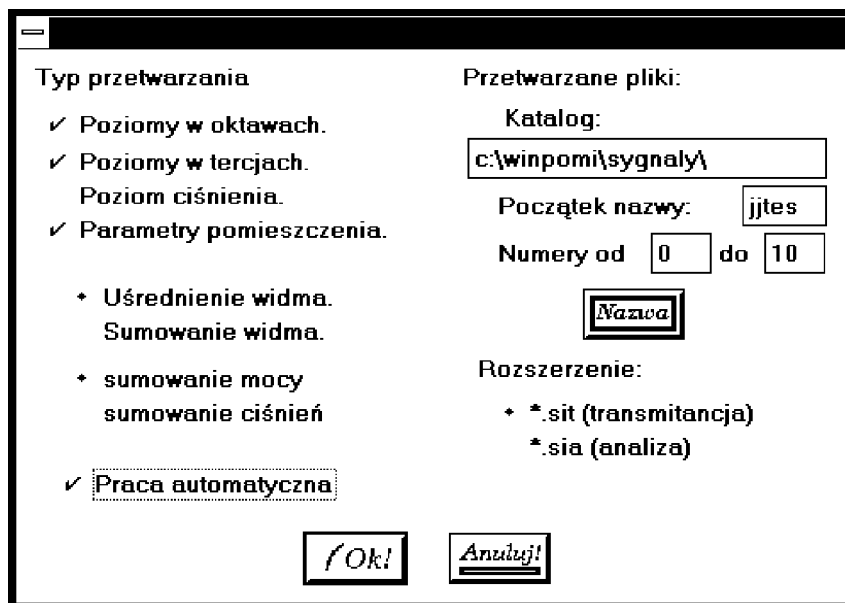 Typ przetwarzania
Poziomy w oktawach.
Poziomy w tercjach.
Poziom ciśnienia.
Parametry pomieszczenia.
Uśrednienie widma.
Sumowanie widma.
sumowanie mocy
sumowanie ciśnień
Praca automatyczna
Przetwarzane pliki:
Katalog:
c:\winpomi\sygnaly\
Początek nazwy: jjtes
Numery od 0 do 10
Nazwa
Rozszerzenie:
*.sit (transmitancja)
*.sia (analiza)
Ok!
Anuluj!